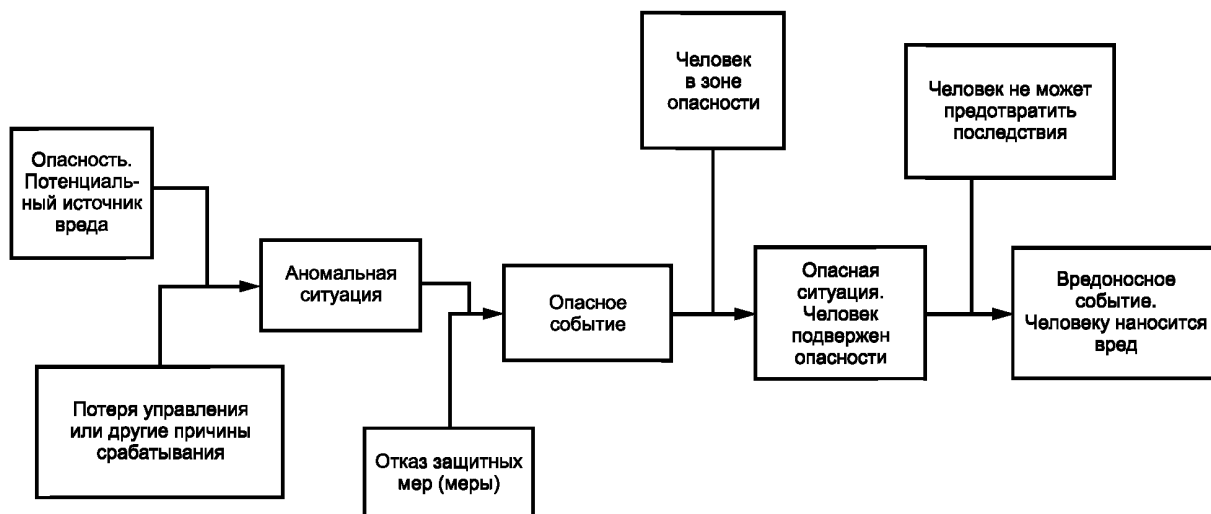 Человек
в зоне
опасности
Человек не может
предотвратить
последствия
Опасность.
Потенциаль-
ный источник
вреда
Аномальная
ситуация
Опасное
событие
Опасная
ситуация.
Человек
подвержен
опасности
Вредоносное
событие.
Человеку наносится
вред
Потеря управления
или другие причины
срабатывания
Отказ защитных
мер (меры)